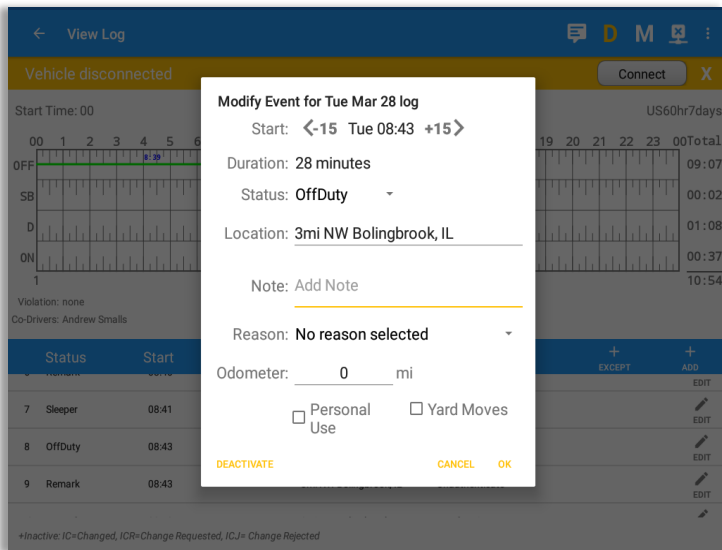 View Log
D M
Vehicle disconnected
Connect X
Start Time: 00
US60hr7days
00 1 2 3 4 5 6
19 20 21 22 23 00Total
8:39
OFF
09:07
SB
00:02
D
01:08
ON
00:37
1
10:54
Violation: none
Co-Drivers: Andrew Smalls
Modify Event for Tue Mar 28 log
Start: -15 Tue 08:43 +15
Duration: 28 minutes
Status: OffDuty
Location: 3mi NW Bolingbrook, IL
Note: Add Note
Reason: No reason selected
Odometer: 0 mi
Personal Use
Yard Moves
DEACTIVATE
CANCEL OK
Status Start
+ EXCEPT
+ ADD
EDIT
7 Sleeper 08:41
EDIT
8 OffDuty 08:43
EDIT
9 Remark 08:43
EDIT
+Inactive: IC=Changed, ICR=Change Requested, ICJ= Change Rejected